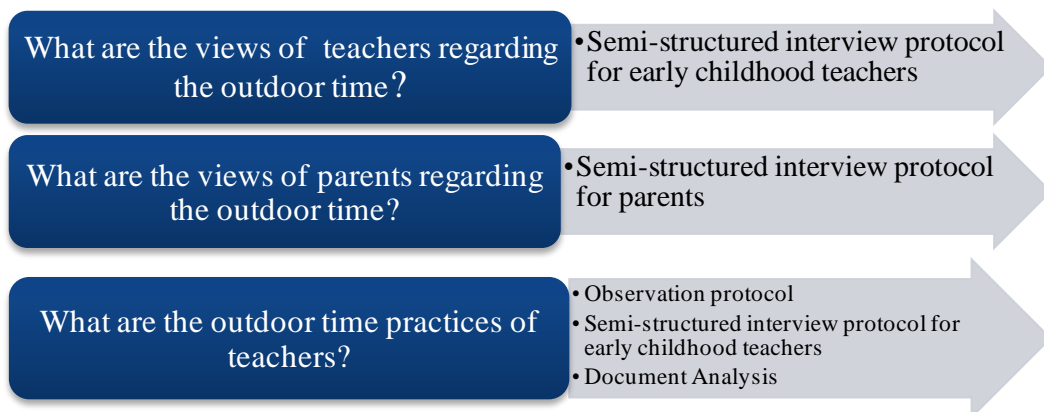 What are the views of teachers regarding
the outdoor time?
•Semi-structured interview protocol
for early childhood teachers
What are the views of parents regarding
the outdoor time?
•Semi-structured interview protocol
for parents
What are the outdoor time practices of
teachers?
• Observation protocol
• Semi-structured interview protocol for
early childhood teachers
• Document Analysis